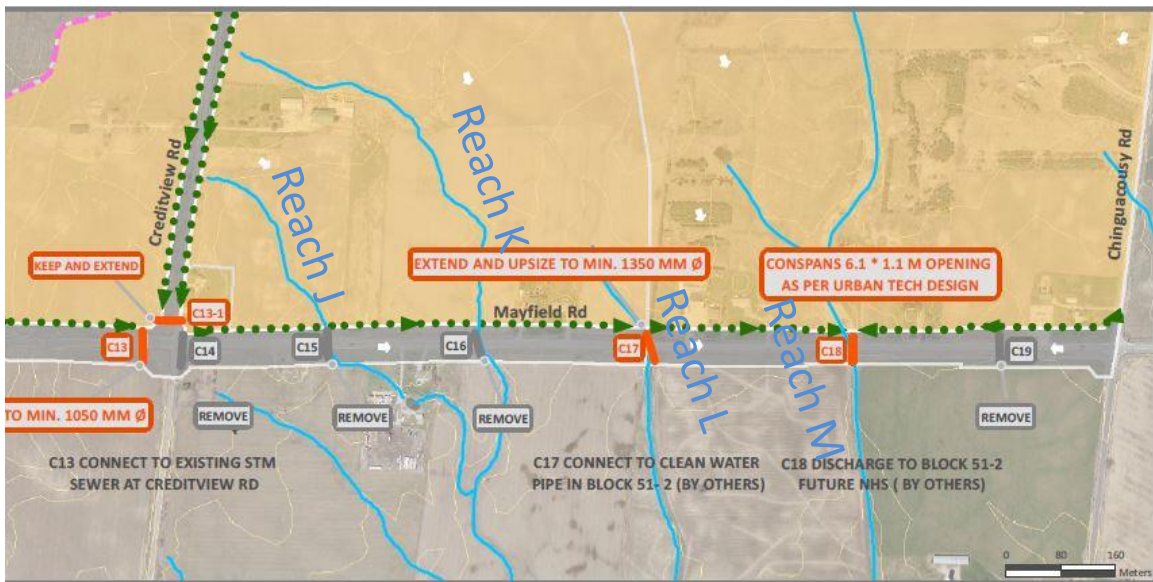 Creditview Rd
Reach J
Reach K
Chinguacousy Rd
KEEP AND EXTEND
EXTEND AND UPSIZE TO MIN. 1350 MM Ø
CONSPANS 6.1 * 1.1 M OPENING
AS PER URBAN TECH DESIGN
C13-1
Mayfield Rd
C13
C14
C15
C16
C17
Reach L
Reach M
C18
C19
TO MIN. 1050 MM Ø
REMOVE
REMOVE
REMOVE
REMOVE
C13 CONNECT TO EXISTING STM
SEWER AT CREDITVIEW RD
C17 CONNECT TO CLEAN WATER
PIPE IN BLOCK 51- 2 (BY OTHERS)
C18 DISCHARGE TO BLOCK 51-2
FUTURE NHS ( BY OTHERS)
0 80 160
Meters